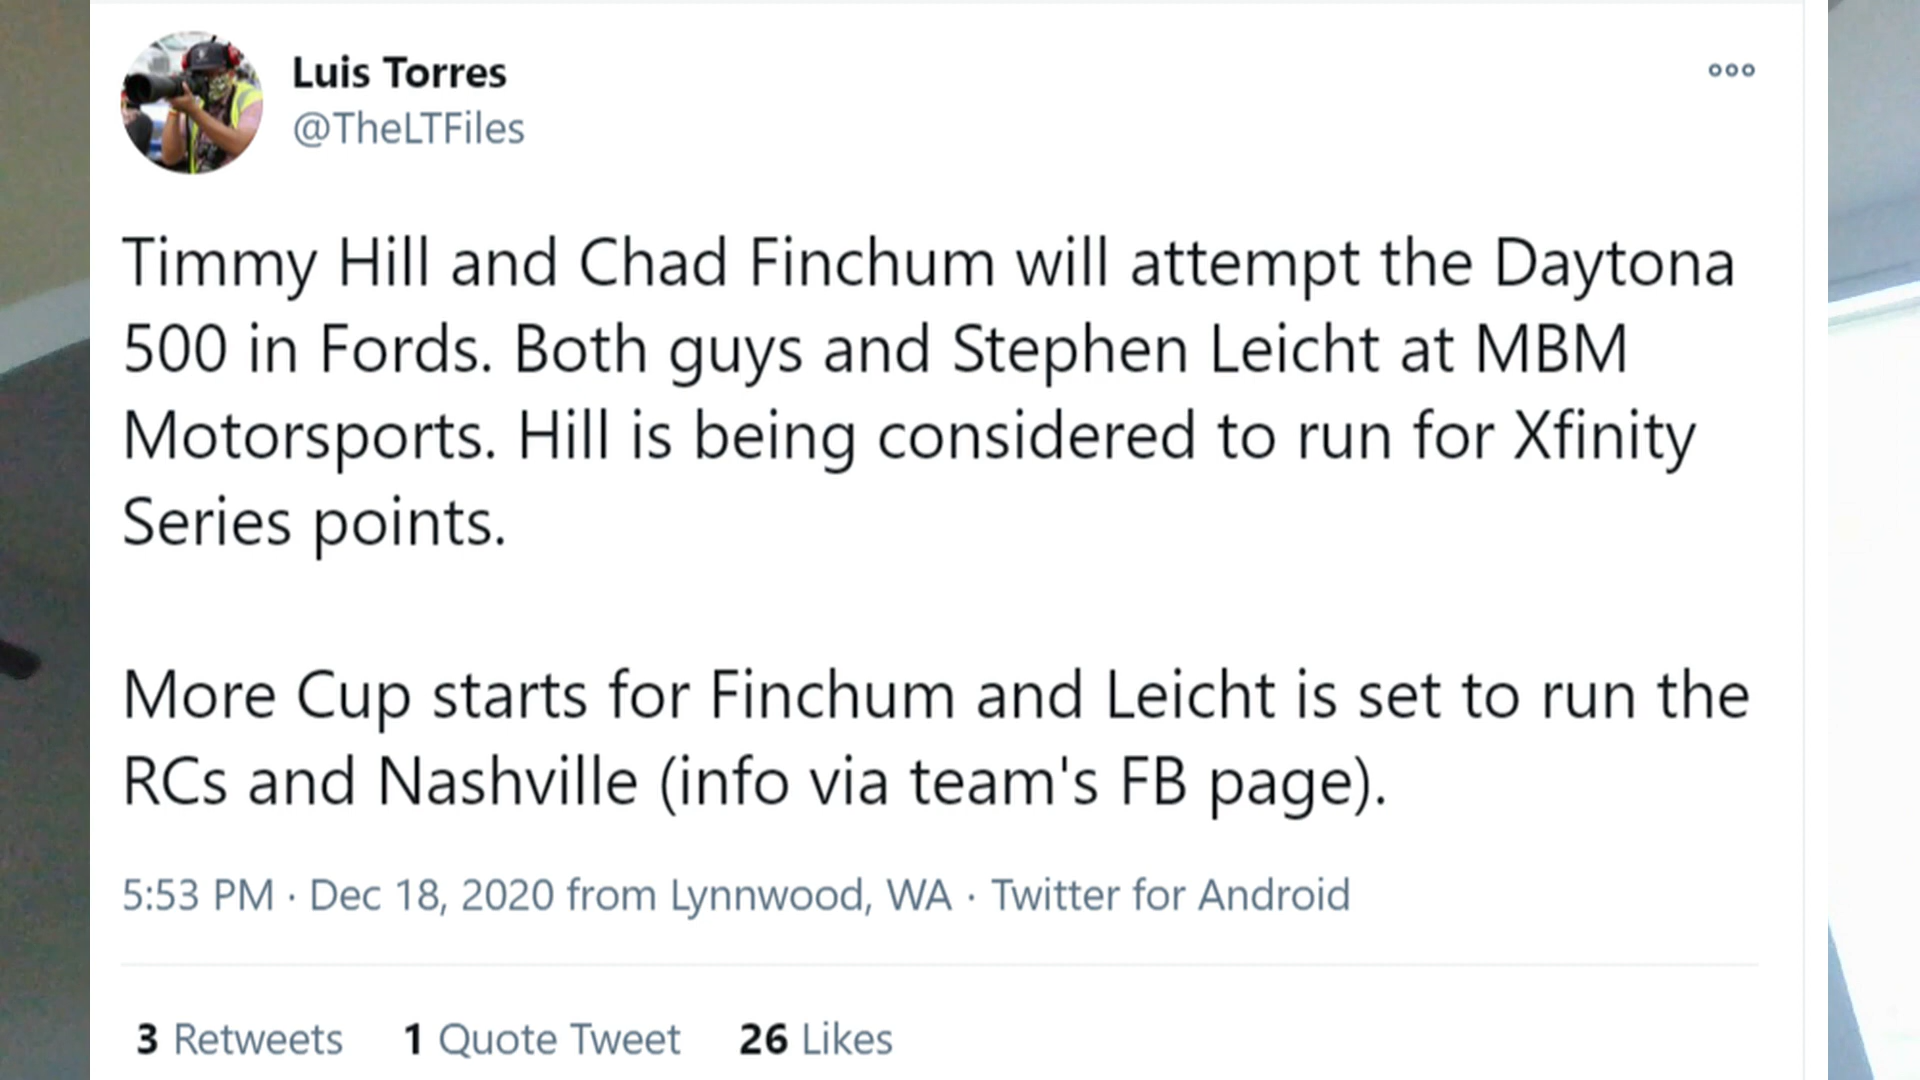 Luis Torres
@TheLTFiles
Timmy Hill and Chad Finchum will attempt the Daytona
500 in Fords. Both guys and Stephen Leicht at MBM
Motorsports. Hill is being considered to run for Xfinity
Series points.
More Cup starts for Finchum and Leicht is set to run the
RCs and Nashville (info via team's FB page).
5:53 PM · Dec 18, 2020 from Lynnwood, WA · Twitter for Android
3 Retweets 1 Quote Tweet 26 Likes